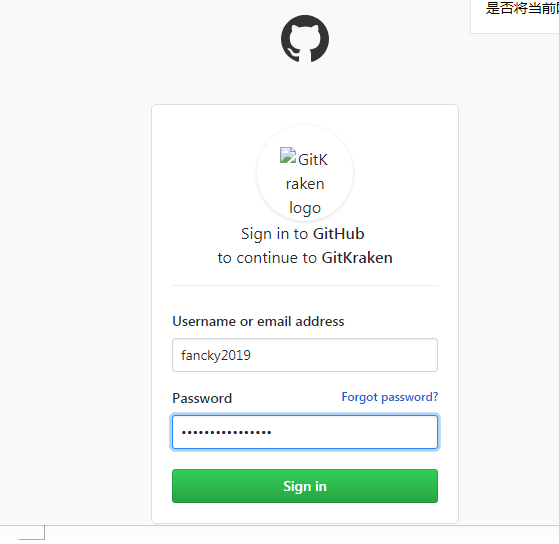 是否将当前
GitK
raken
logo
Sign in to GitHub
to continue to GitKraken
Username or email address
fancky2019
Password
Forgot password?
••••••••••••••••
Sign in